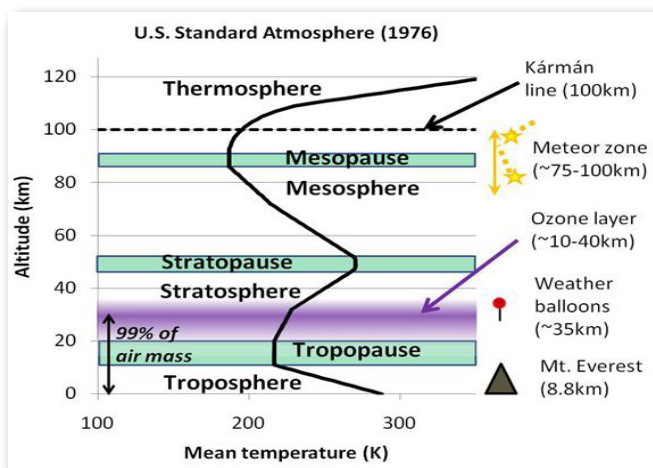 U.S. Standard Atmosphere (1976)
120
100
80
60
40
20
0
Altitude (km)
Thermosphere
Mesopause
Mesosphere
Stratopause
Stratosphere
99% of
air mass
Tropopause
Troposphere
100
200
300
Mean temperature (K)
Kármán
line (100km)
Meteor zone
(~75-100km)
Ozone layer
(~10-40km)
Weather
balloons
(~35km)
Mt. Everest
(8.8km)